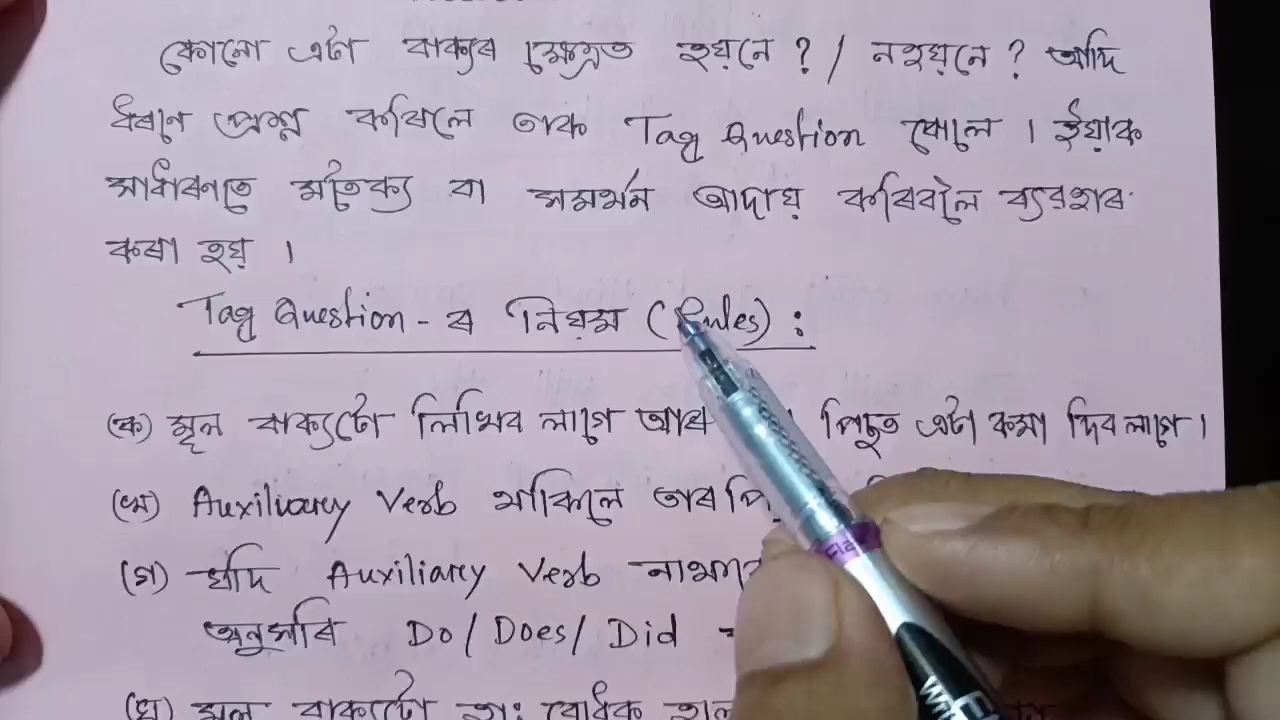 কোনো এটা বাক্যৰ ক্ষেত্ৰত হয়নে ? / নহয়নে ? আদি
ধৰণে প্ৰশ্ন কৰিলে তাক Tag Question বোলে । ইয়াক
সাধাৰণতে মতৈক্য বা সমৰ্থন আদায় কৰিবলৈ ব্যৱহাৰ
কৰা হয় ।
Tag Question - ৰ নিয়ম (Rules) :
(ক) মূল বাক্যটো লিখিব লাগে আৰু পিছত এটা কমা দিব লাগে ।
(খ) Auxiliary Verb থাকিলে তাৰ
(গ) যদি Auxiliary Verb
অনুসৰি Do / Does / Did
(ঘ) মূল বাক্যটো হাঃ বোধক